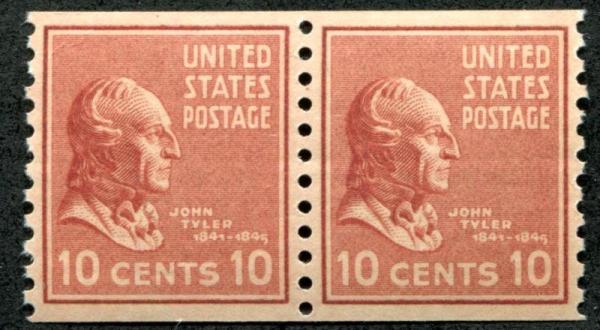 UNITED
STATES
POSTAGE
JOHN
TYLER
1841-1845
10 CENTS 10
UNITED
STATES
POSTAGE
JOHN
TYLER
1841-1845
10 CENTS 10